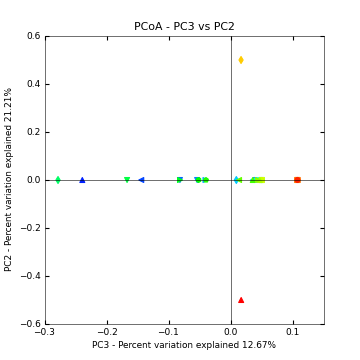 PCoA - PC3 vs PC2
0.6
0.4
0.2
0.0
−0.2
−0.4
−0.6
−0.3 −0.2 −0.1 0.0 0.1
PC2 - Percent variation explained 21.21%
PC3 - Percent variation explained 12.67%